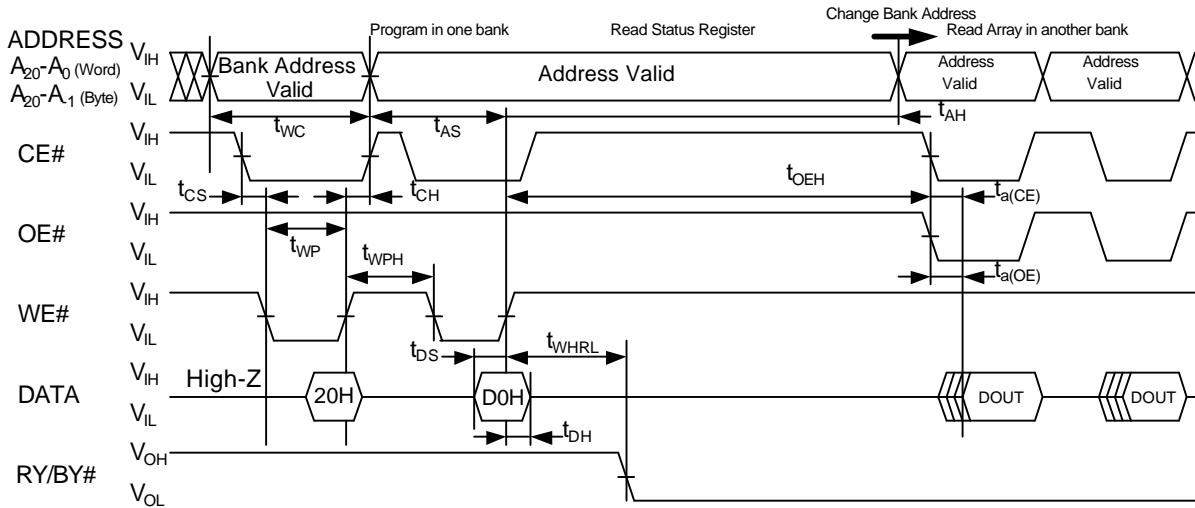 Change Bank Address
Program in one bank Read Status Register Read Array in another bank
ADDRESS
A20-A0 (Word)
A20-A-1 (Byte)
VIH
VIL
Bank Address Valid
Address Valid
Address Valid
Address Valid
tWC tAS tAH
CE#
VIH
VIL
tCS tCH tOEH ta(CE)
OE#
VIH
VIL
tWP tWPH ta(OE)
WE#
VIH
VIL
tDS tWHRL
DATA
VIH
VIL
High-Z 20H D0H DOUT DOUT
tDH
RY/BY#
VOH
VOL